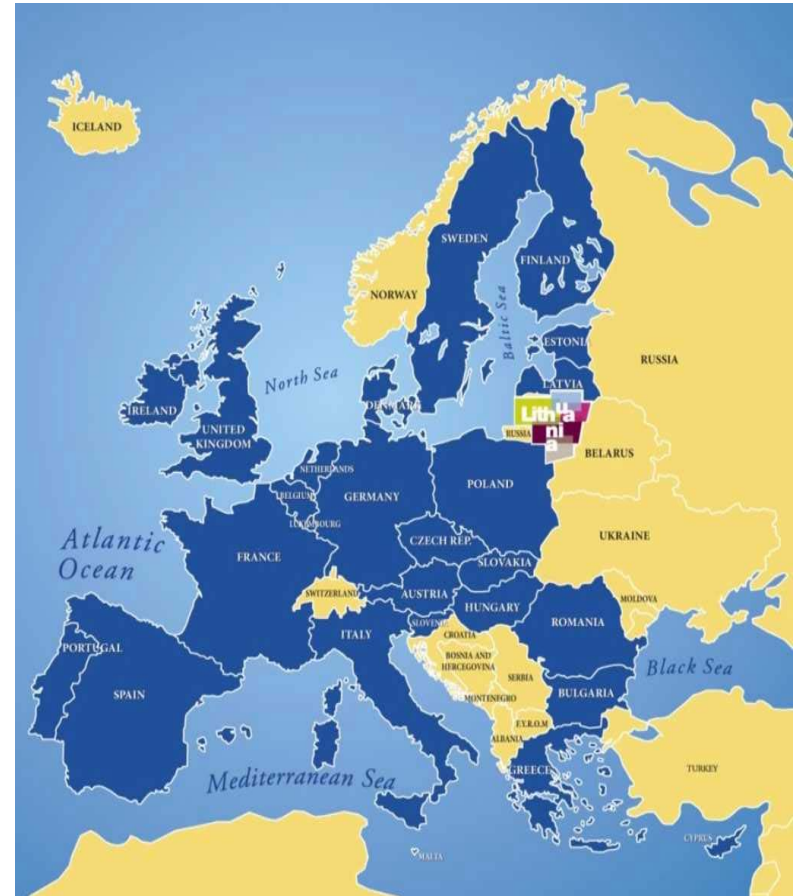 ICELAND
SWEDEN
FINLAND
NORWAY
Baltic Sea
ESTONIA
RUSSIA
North Sea
LATVIA
DENMARK
IRELAND
Lithua
ni
a
UNITED
KINGDOM
RUSSIA
BELARUS
NETHERLANDS
BELGIUM
GERMANY
POLAND
LUXEMBOURG
Atlantic
Ocean
CZECH REP.
UKRAINE
FRANCE
SLOVAKIA
SWITZERLAND
AUSTRIA
MOLDOVA
HUNGARY
SLOVENIA
ROMANIA
ITALY
CROATIA
PORTUGAL
BOSNIA AND
HERCEGOVINA
SERBIA
Black Sea
SPAIN
MONTENEGRO
BULGARIA
F.Y.R.O.M
ALBANIA
GREECE
TURKEY
Mediterranean Sea
CYPRUS
MALTA